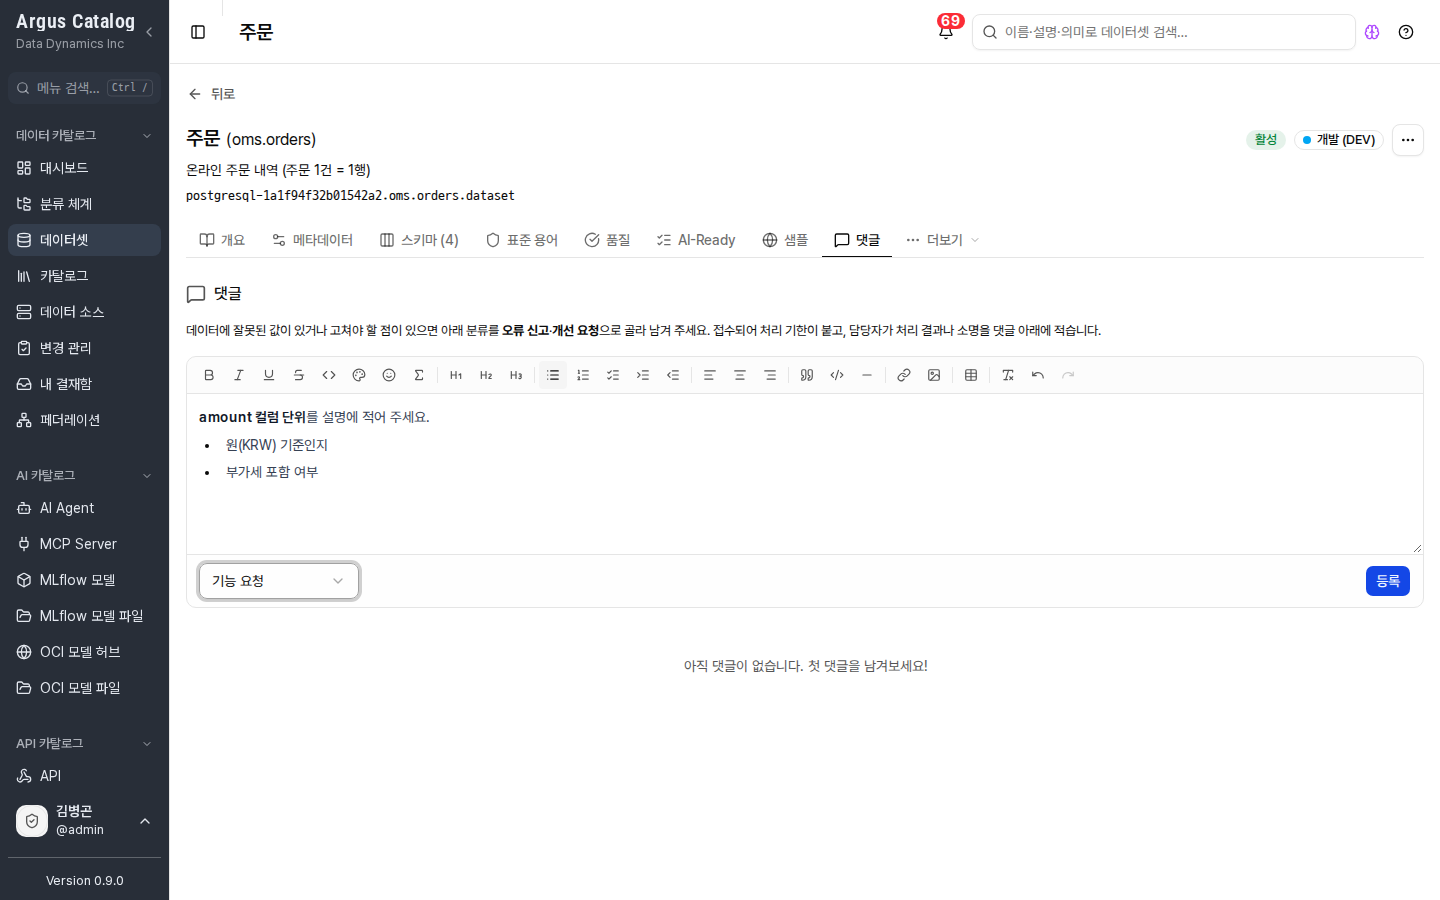 Argus Catalog
Data Dynamics Inc
메뉴 검색... Ctrl /
데이터 카탈로그
대시보드
분류 체계
데이터셋
카탈로그
데이터 소스
변경 관리
내 결재함
페더레이션
AI 카탈로그
AI Agent
MCP Server
MLflow 모델
MLflow 모델 파일
OCI 모델 허브
OCI 모델 파일
API 카탈로그
API
김병곤
@admin
Version 0.9.0
주문
69
이름·설명·의미로 데이터셋 검색...
뒤로
주문 (oms.orders)
활성
개발 (DEV)
온라인 주문 내역 (주문 1건 = 1행)
postgresql-1a1f94f32b01542a2.oms.orders.dataset
개요 메타데이터 스키마 (4) 표준 용어 품질 AI-Ready 샘플 댓글 더보기
댓글
데이터에 잘못된 값이 있거나 고쳐야 할 점이 있으면 아래 분류를 오류 신고·개선 요청으로 골라 남겨 주세요. 접수되어 처리 기한이 붙고, 담당자가 처리 결과나 소명을 댓글 아래에 적습니다.
B I U S H1 H2 H3
amount 컬럼 단위를 설명에 적어 주세요.
• 원(KRW) 기준인지
• 부가세 포함 여부
기능 요청
등록
아직 댓글이 없습니다. 첫 댓글을 남겨보세요!